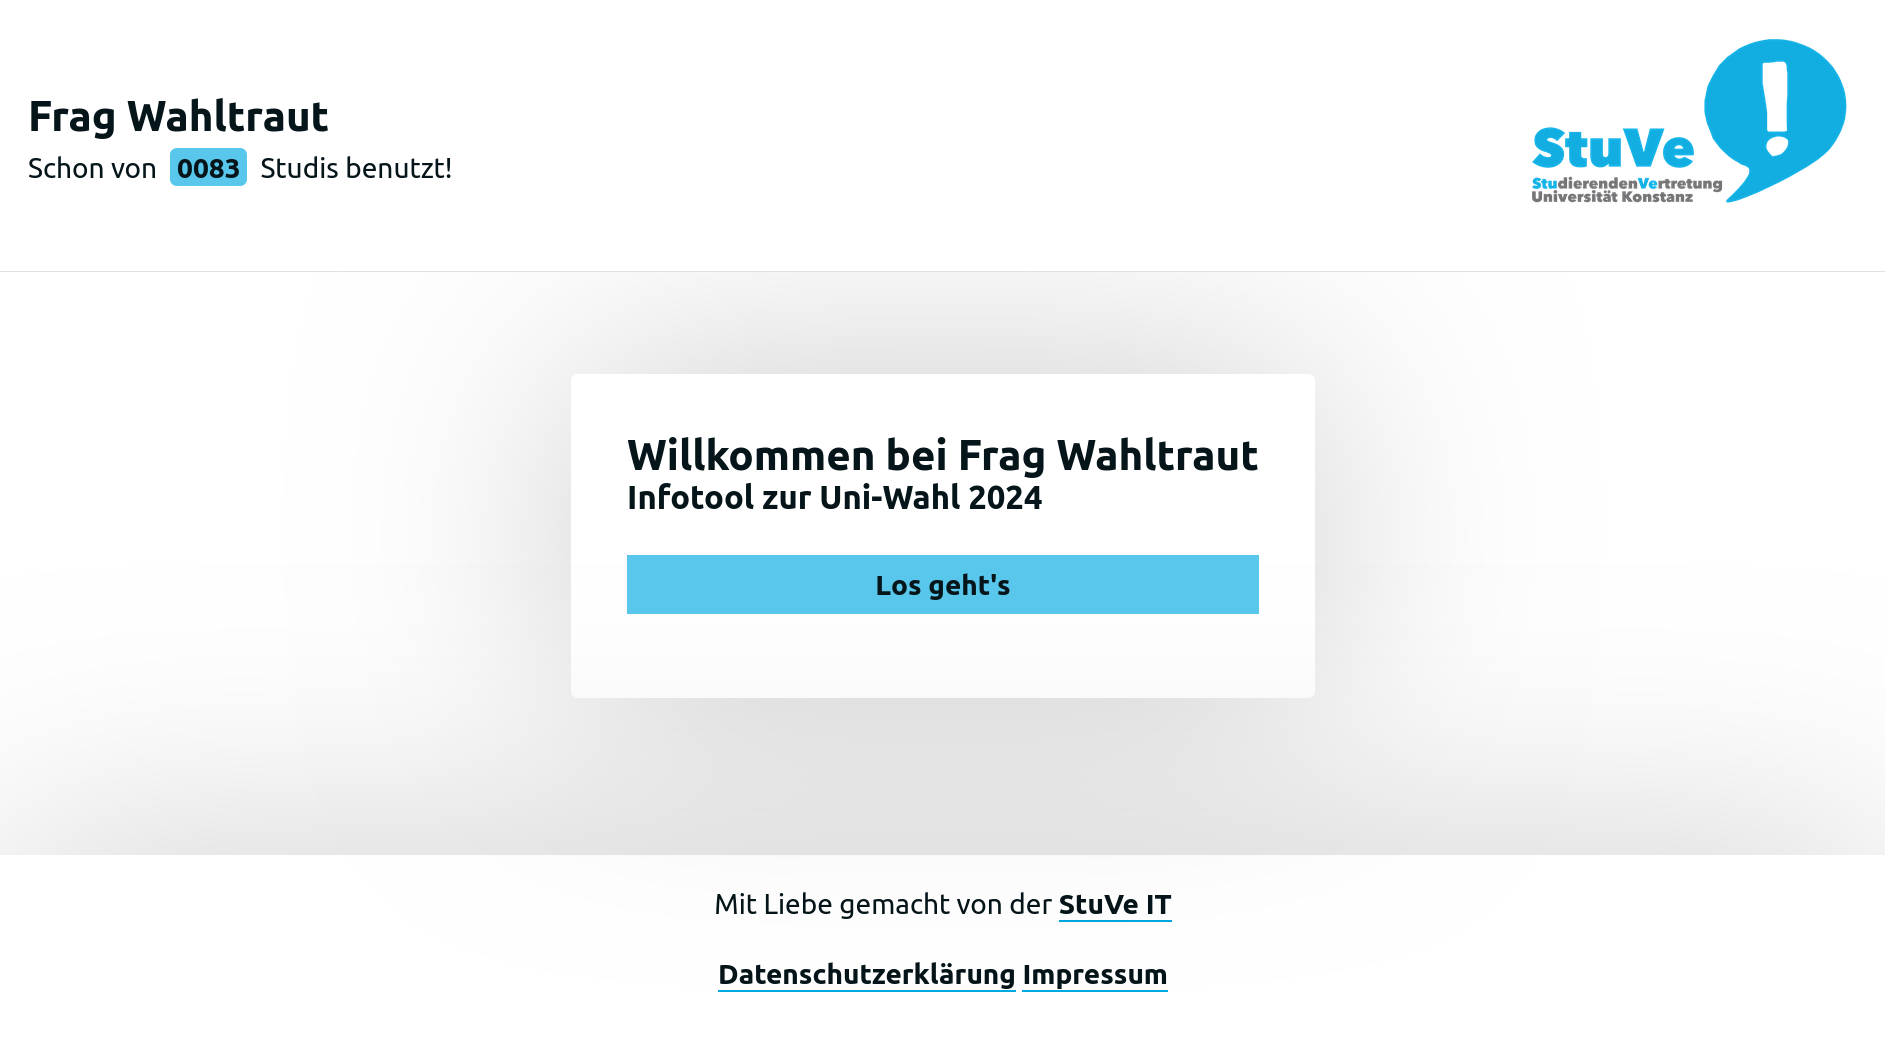 Frag Wahltraut
Schon von 0083 Studis benutzt!
StuVe
StudierendenVertretung
Universität Konstanz
!
Willkommen bei Frag Wahltraut
Infotool zur Uni-Wahl 2024
Los geht's
Mit Liebe gemacht von der StuVe IT
Datenschutzerklärung Impressum